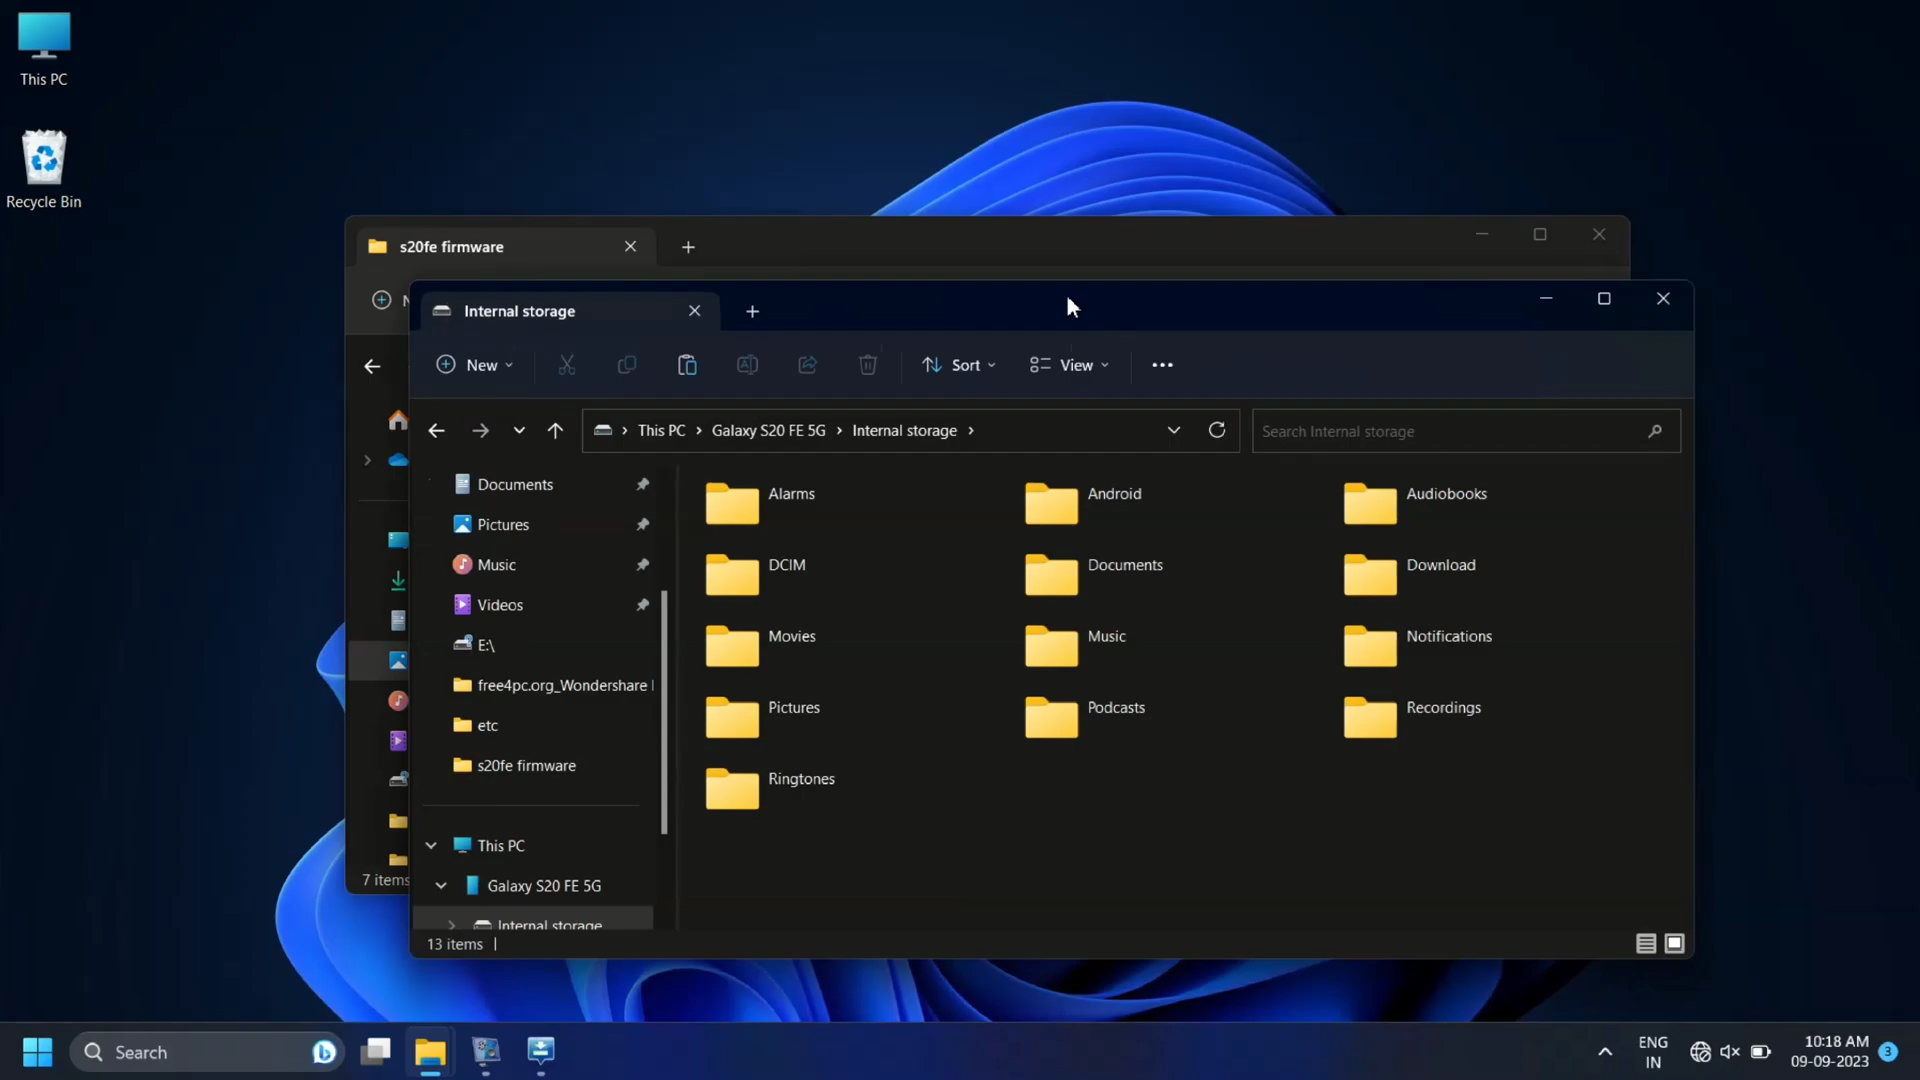 This PC
Recycle Bin
s20fe firmware
Internal storage
New
Sort
View
This PC
Galaxy S20 FE 5G
Internal storage
Search Internal storage
Documents
Pictures
Music
Videos
E:\
free4pc.org_Wondershare
etc
s20fe firmware
This PC
Galaxy S20 FE 5G
Internal storage
Alarms
Android
Audiobooks
DCIM
Documents
Download
Movies
Music
Notifications
Pictures
Podcasts
Recordings
Ringtones
7 items
13 items
Search
ENG
IN
10:18 AM
09-09-2023
3